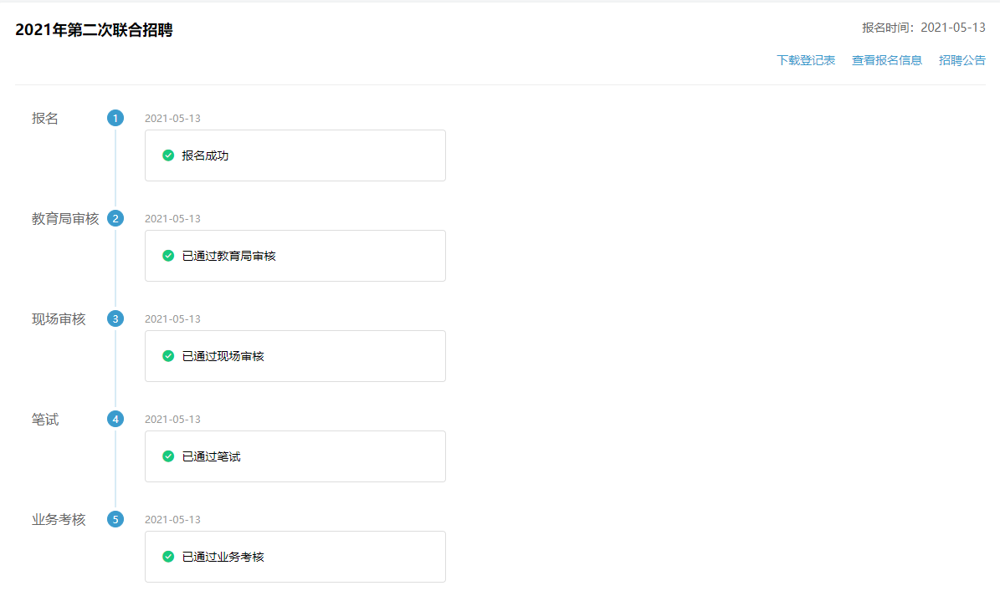 2021年第二次联合招聘
报名时间：2021-05-13
下载登记表 查看报名信息 招聘公告
报名 1 2021-05-13
报名成功
教育局审核 2 2021-05-13
已通过教育局审核
现场审核 3 2021-05-13
已通过现场审核
笔试 4 2021-05-13
已通过笔试
业务考核 5 2021-05-13
已通过业务考核